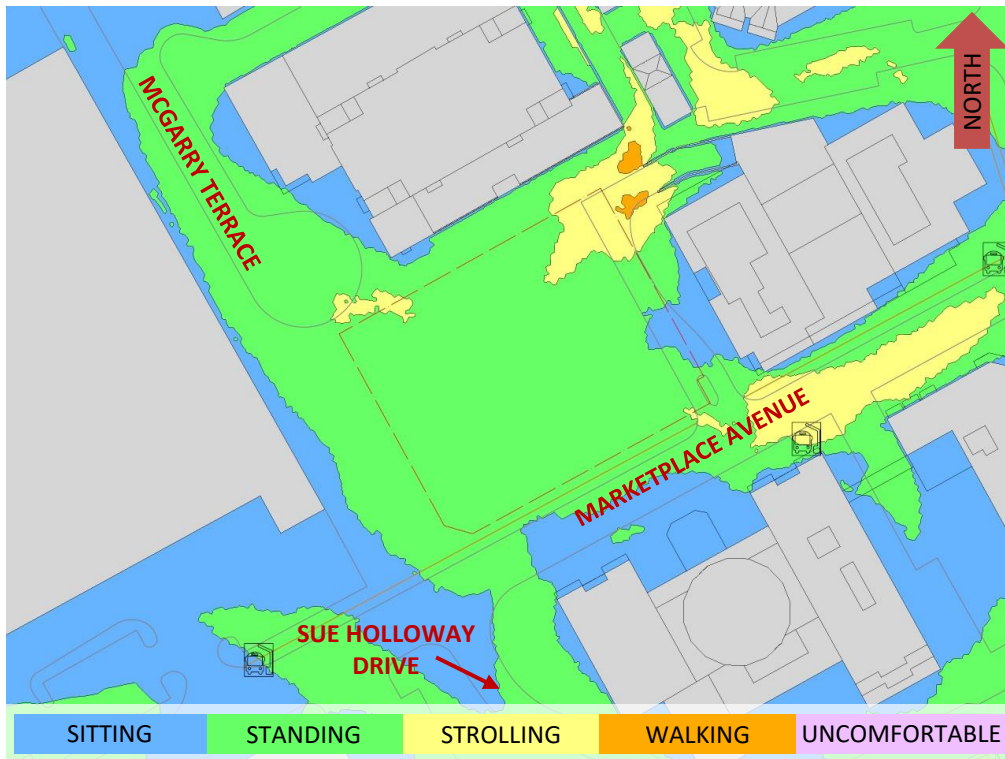 NORTH
MCGARRY TERRACE
MARKETPLACE AVENUE
SUE HOLLOWAY
DRIVE
SITTING
STANDING
STROLLING
WALKING
UNCOMFORTABLE